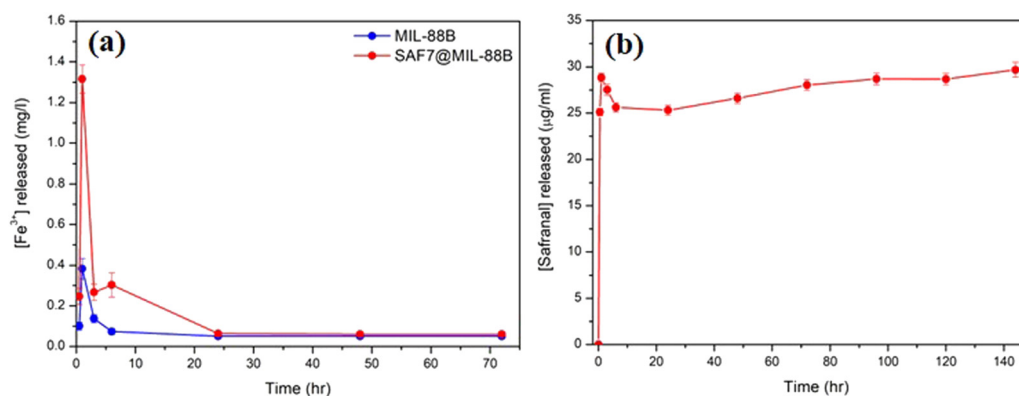 (a)
MIL-88B
SAF7@MIL-88B
[Fe³⁺] released (mg/l)
1.6
1.4
1.2
1.0
0.8
0.6
0.4
0.2
0.0
0 10 20 30 40 50 60 70
Time (hr)
(b)
[Safranal] released (µg/ml)
35
30
25
20
15
10
5
0
0 20 40 60 80 100 120 140
Time (hr)